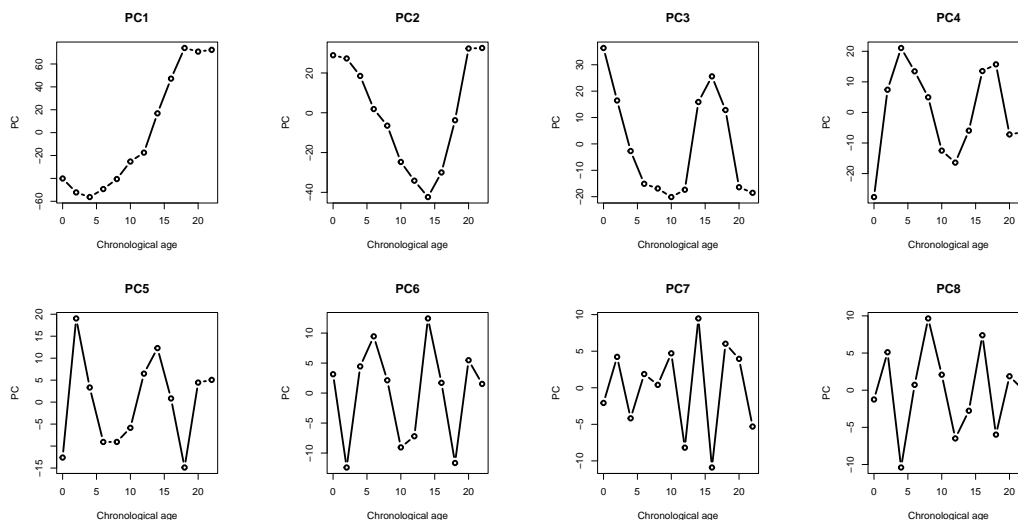 PC1 PC2 PC3 PC4
60 40 20 0 −20 −40 −60
20 0 −20 −40
30 20 10 0 −10 −20
20 10 0 −10 −20
PC PC PC PC
0 5 10 15 20 0 5 10 15 20 0 5 10 15 20 0 5 10 15 20
Chronological age Chronological age Chronological age Chronological age
PC5 PC6 PC7 PC8
20 15 10 5 0 −5 −10 −15
10 5 0 −5 −10
10 5 0 −5 −10
10 5 0 −5 −10
PC PC PC PC
0 5 10 15 20 0 5 10 15 20 0 5 10 15 20 0 5 10 15 20
Chronological age Chronological age Chronological age Chronological age